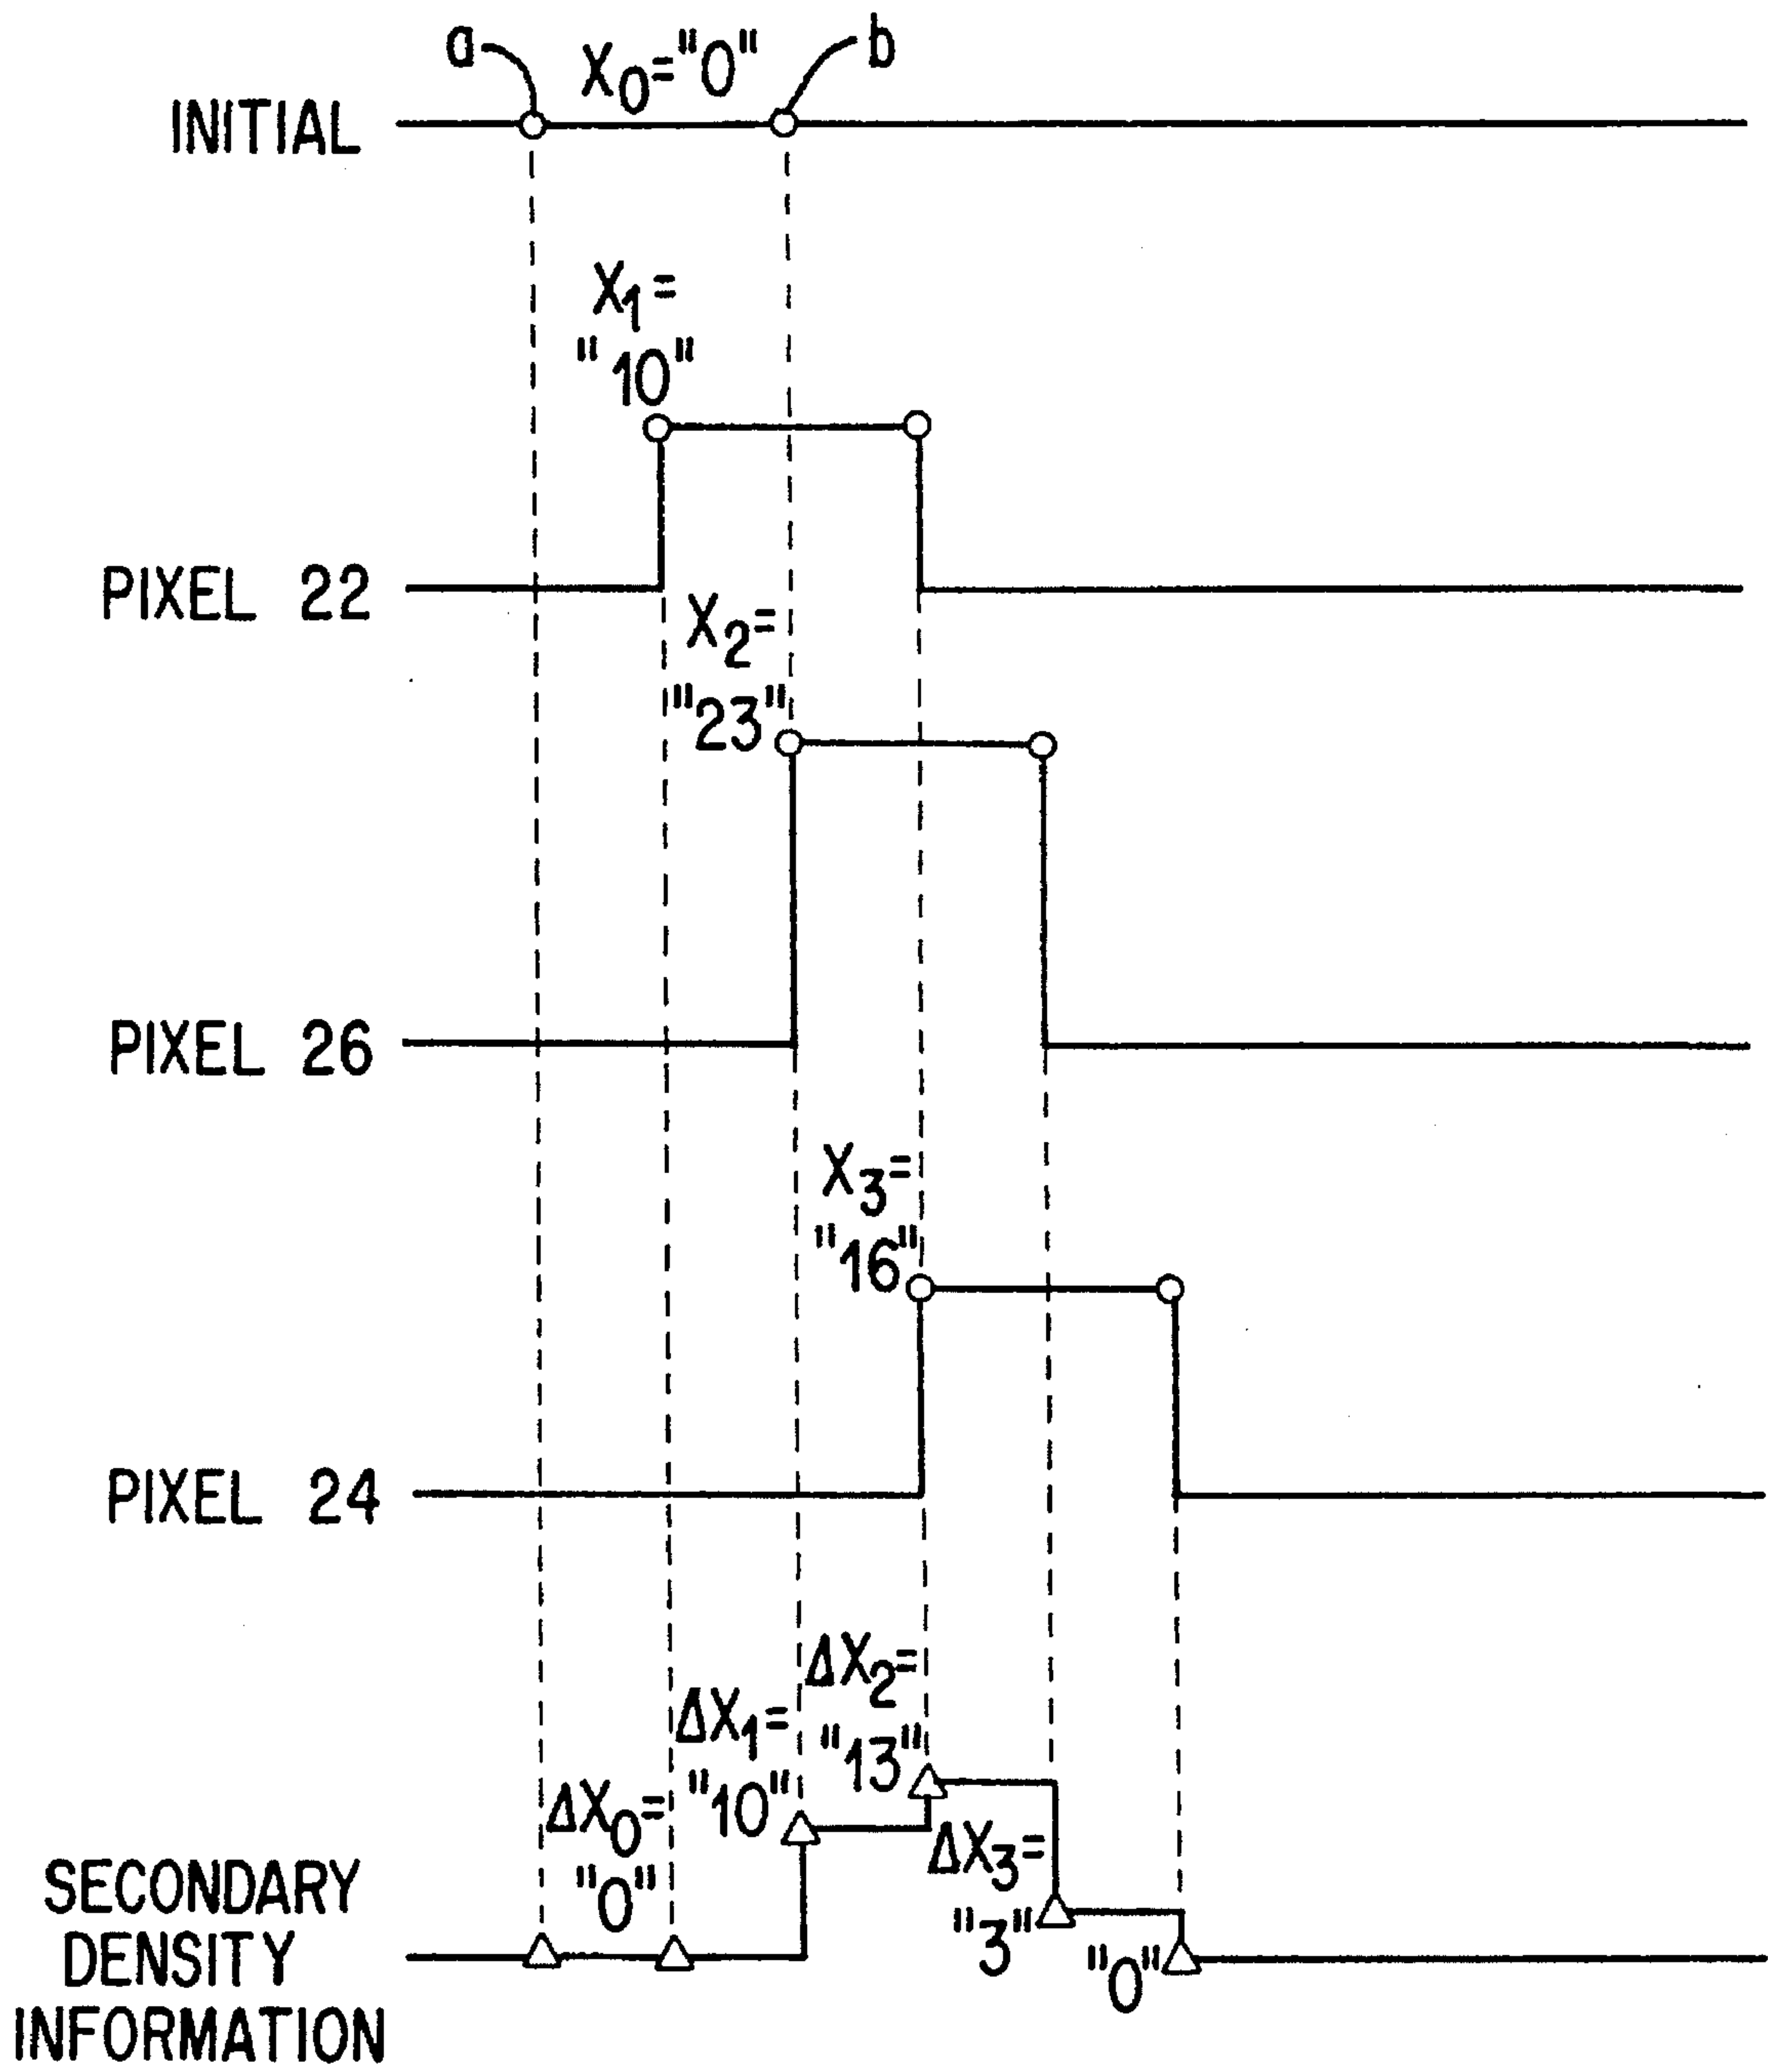 a X₀="0" b
INITIAL
X₁=
"10"
PIXEL 22
X₂=
"23"
PIXEL 26
X₃=
"16"
PIXEL 24
ΔX₂=
"13"
ΔX₁=
"10"
ΔX₀=
"0"
ΔX₃=
"3"
"0"
SECONDARY
DENSITY
INFORMATION